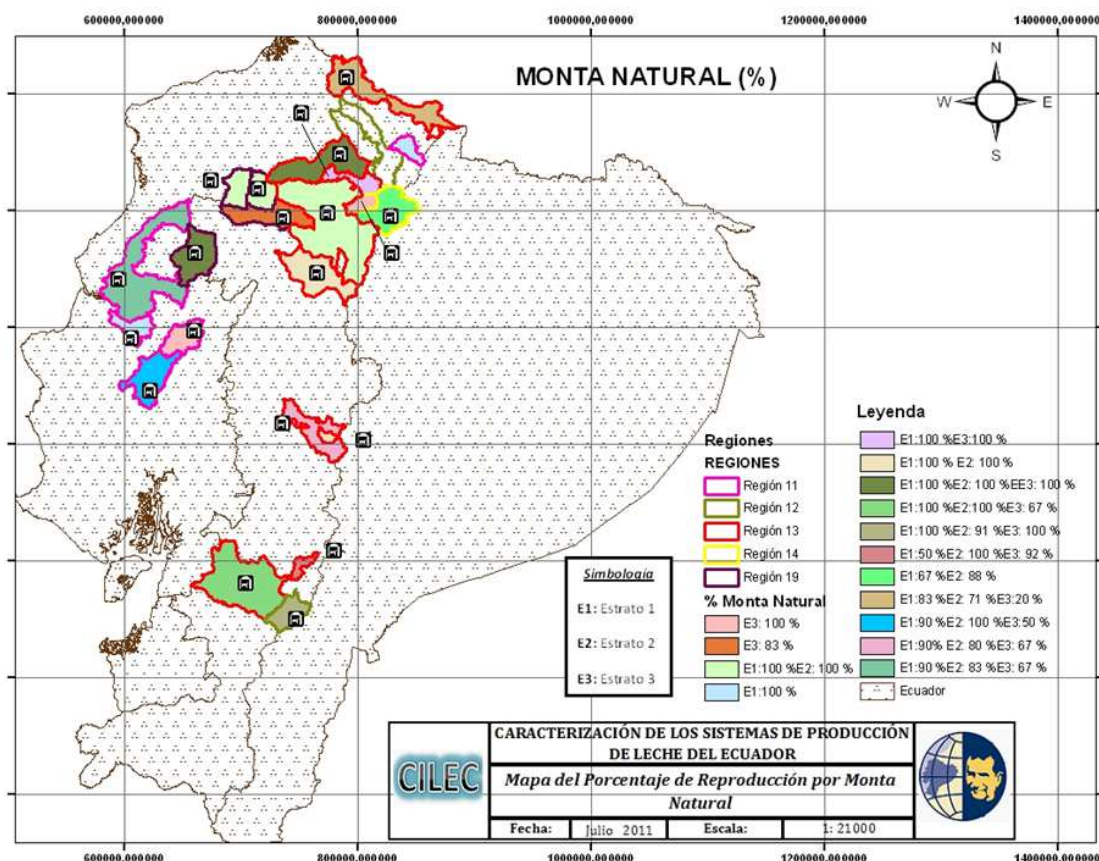 600000,000000 800000,000000 1000000,000000 1200000,000000 1400000,000000
MONTA NATURAL (%)
N
W E
S
Regiones
REGIONES
Región 11
Región 12
Región 13
Región 14
Región 19
% Monta Natural
E3: 100 %
E3: 83 %
E1:100 %E2: 100 %
E1:100 %
Leyenda
E1:100 %E3:100 %
E1:100 % E2: 100 %
E1:100 %E2: 100 %EE3: 100 %
E1:100 %E2:100 %E3: 67 %
E1:100 %E2: 91 %E3: 100 %
E1:50 %E2: 100 %E3: 92 %
E1:67 %E2: 88 %
E1:83 %E2: 71 %E3:20 %
E1:90 %E2: 100 %E3:50 %
E1:90% E2: 80 %E3: 67 %
E1:90 %E2: 83 %E3: 67 %
Ecuador
Simbología
E1: Estrato 1
E2: Estrato 2
E3: Estrato 3
CILEC
CARACTERIZACIÓN DE LOS SISTEMAS DE PRODUCCIÓN
DE LECHE DEL ECUADOR
Mapa del Porcentaje de Reproducción por Monta
Natural
Fecha: Julio 2011 Escala: 1: 21000
600000,000000 800000,000000 1000000,000000 1200000,000000 1400000,000000